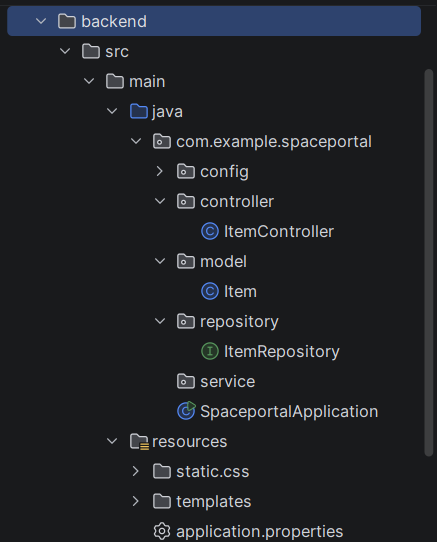 backend
src
main
java
com.example.spaceportal
config
controller
C ItemController
model
C Item
repository
I ItemRepository
service
C SpaceportalApplication
resources
static.css
templates
application.properties